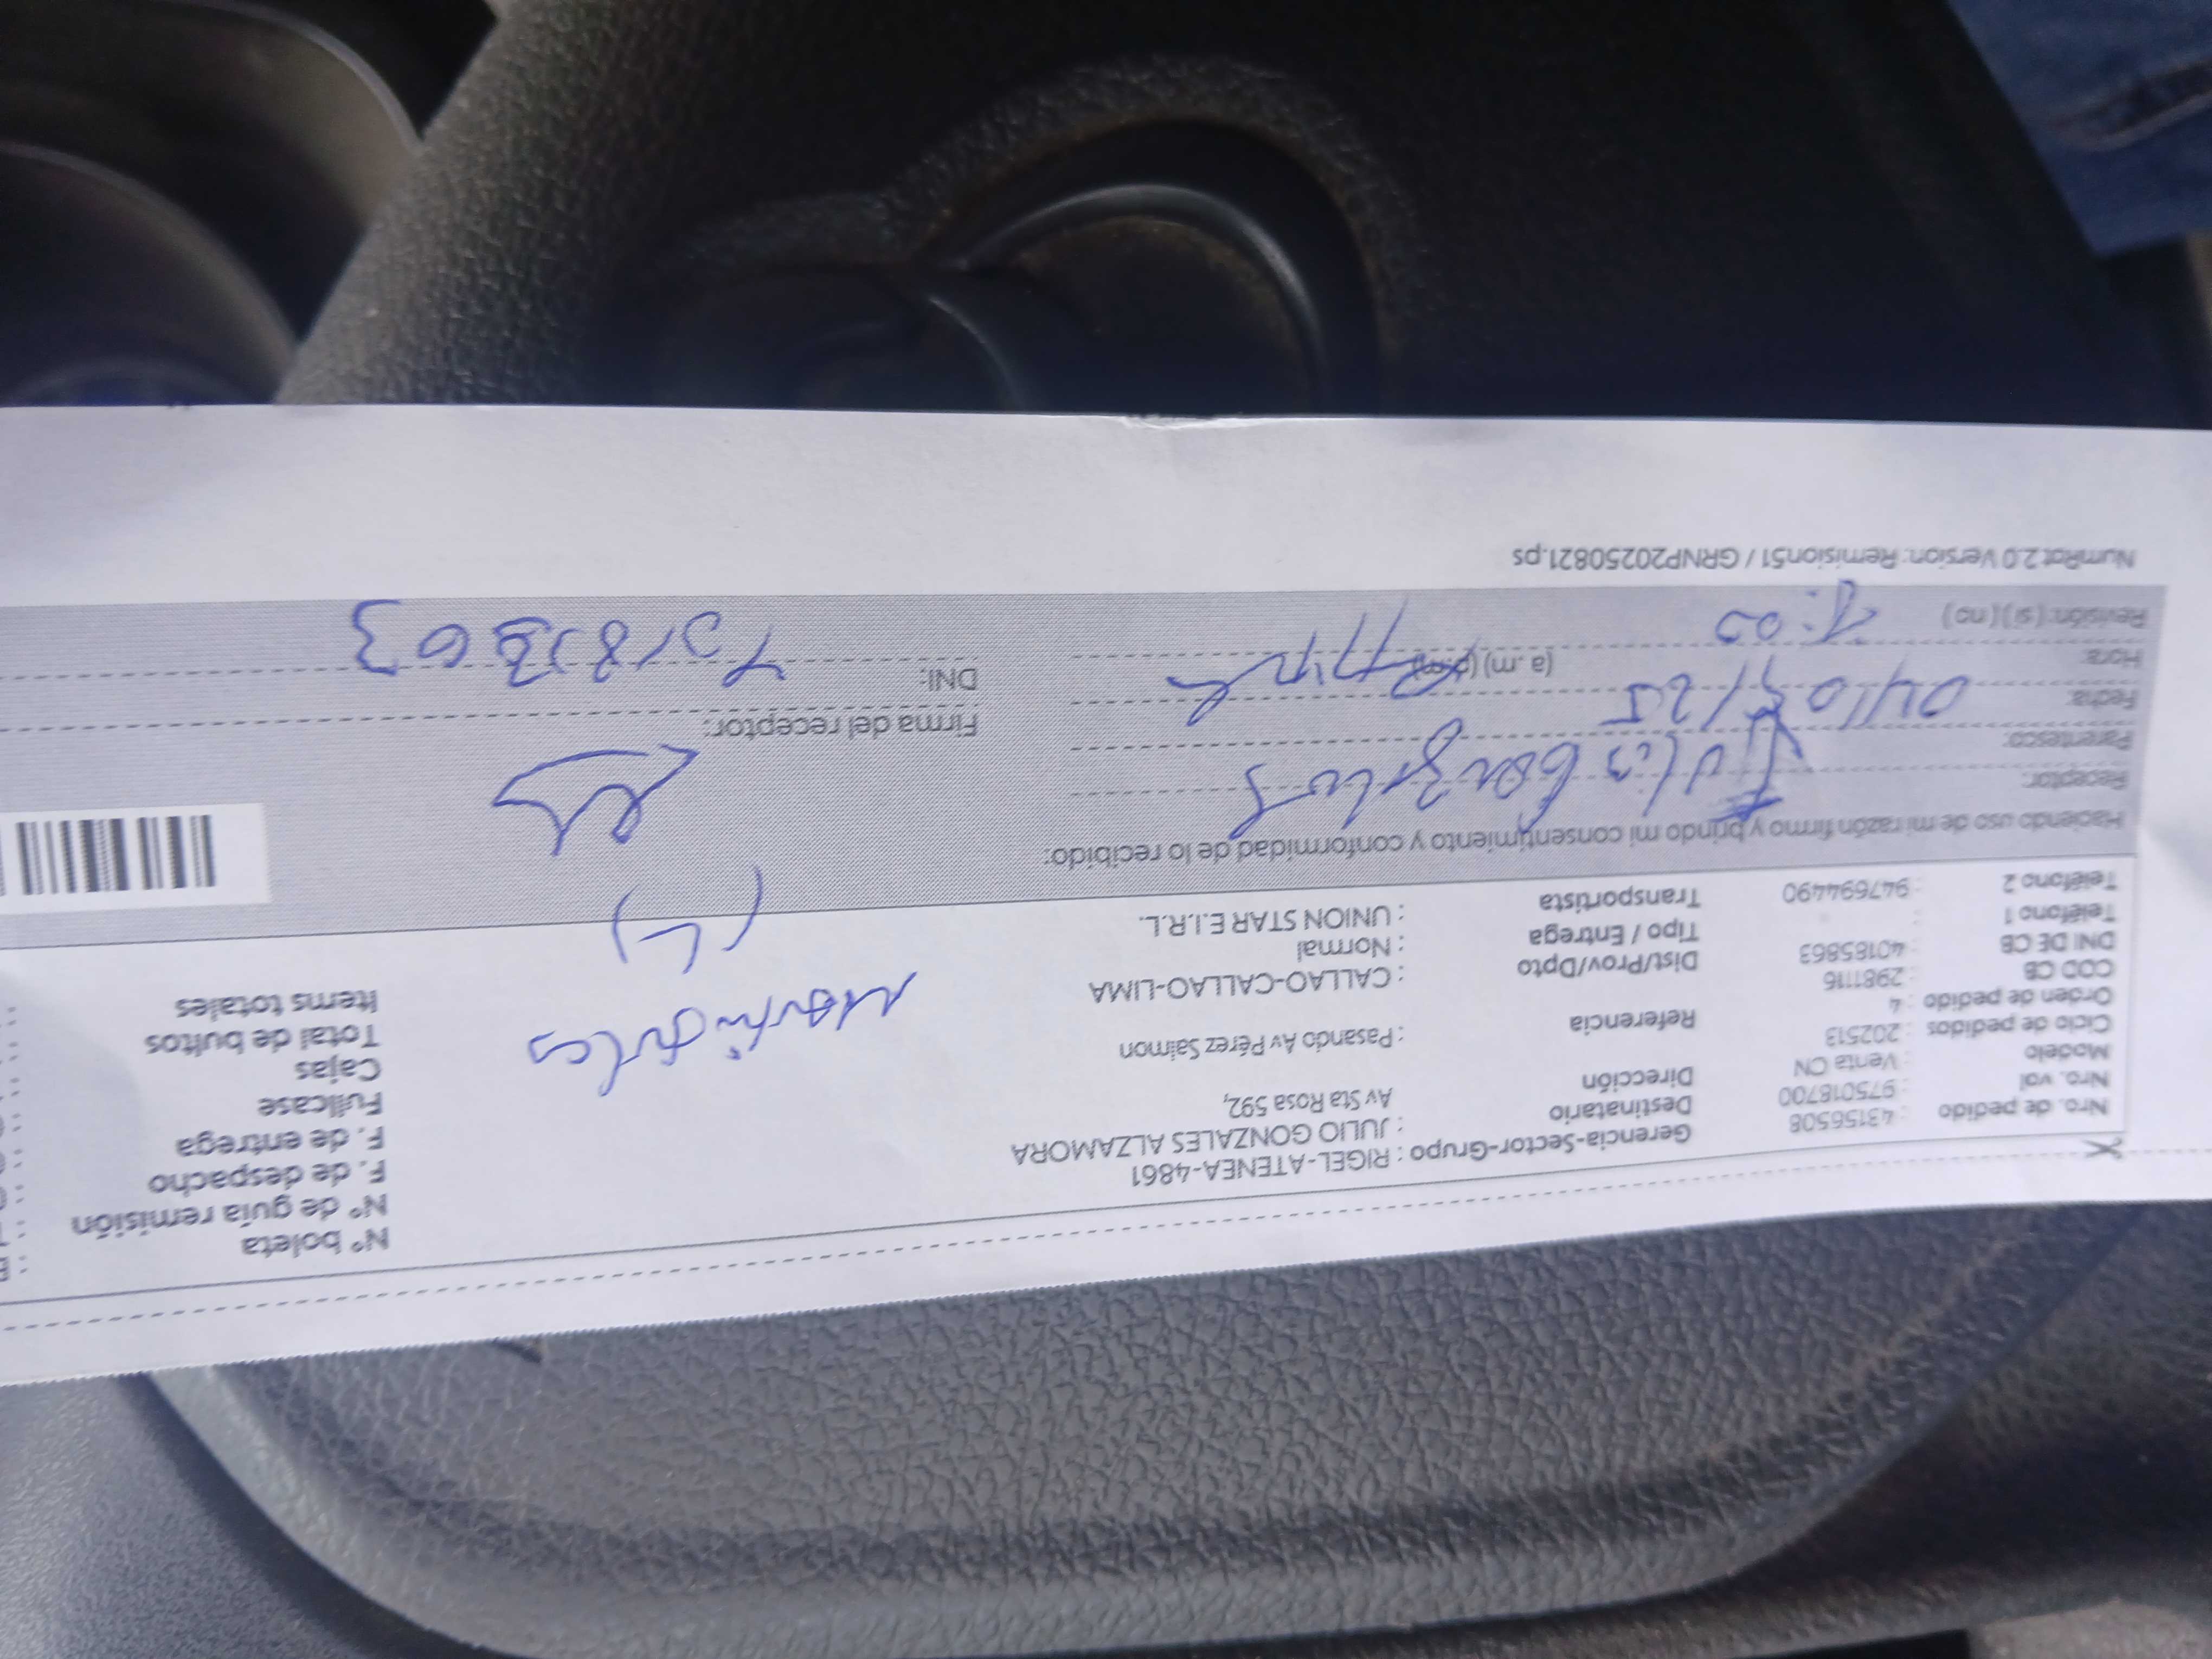 Nro. de pedido : 43156508
Nro. vol : 975018700
Modelo : Venta CN
Ciclo de pedidos : 202513
Orden de pedido : 4
COD CB : 2981116
DNI DE CB : 40185863
Teléfono 1 :
Teléfono 2 : 947694490
Gerencia-Sector-Grupo : RIGEL-ATENEA-4861
Destinatario : JULIO GONZALES ALZAMORA
Dirección Av Sta Rosa 592,
Referencia : Pasando Av Pérez Salmon
Dist/Prov/Dpto : CALLAO-CALLAO-LIMA
Tipo / Entrega : Normal
Transportista : UNION STAR E.I.R.L.
Nº boleta
Nº de guía remisión
F. de despacho
F. de entrega
Fullcase
Cajas
Total de bultos
Items totales
(4)
Haciendo uso de mi razón firmo y brindo mi consentimiento y conformidad de lo recibido:
Receptor: Julio Gonzales
Parentesco:
Fecha: 04/09/25
Hora: (a.m) (p.m)
Revisión: (si) (no)
Firma del receptor:
DNI:
NumRot 2.0 Version: Remision51 / GRNP20250821.ps